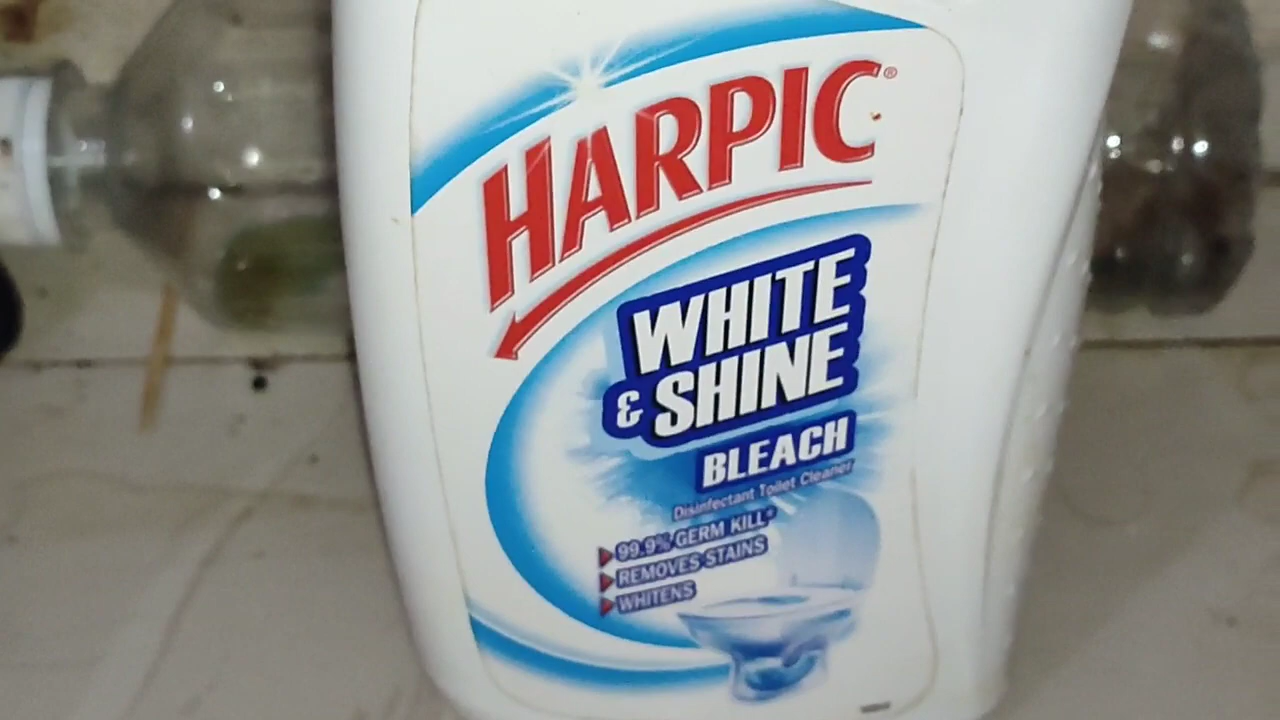 HARPIC®
WHITE
& SHINE
BLEACH
Disinfectant Toilet Cleaner
99.9% GERM KILL*
REMOVES STAINS
WHITENS